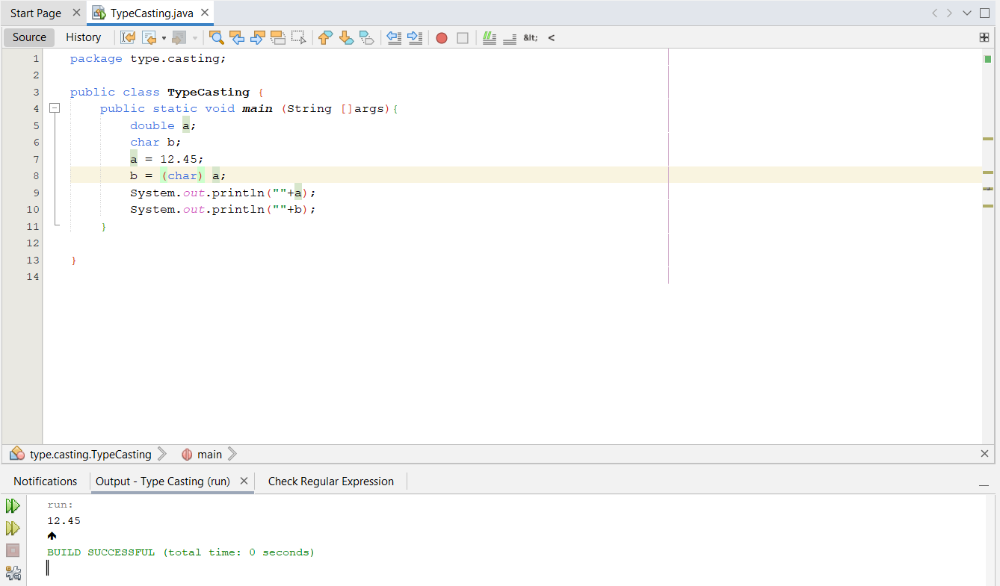 Start Page TypeCasting.java
Source History &lt; <
1 package type.casting;
2
3 public class TypeCasting {
4 public static void main (String []args){
5 double a;
6 char b;
7 a = 12.45;
8 b = (char) a;
9 System.out.println(""+a);
10 System.out.println(""+b);
11 }
12
13 }
14
type.casting.TypeCasting main
Notifications Output - Type Casting (run) Check Regular Expression
run:
12.45
BUILD SUCCESSFUL (total time: 0 seconds)